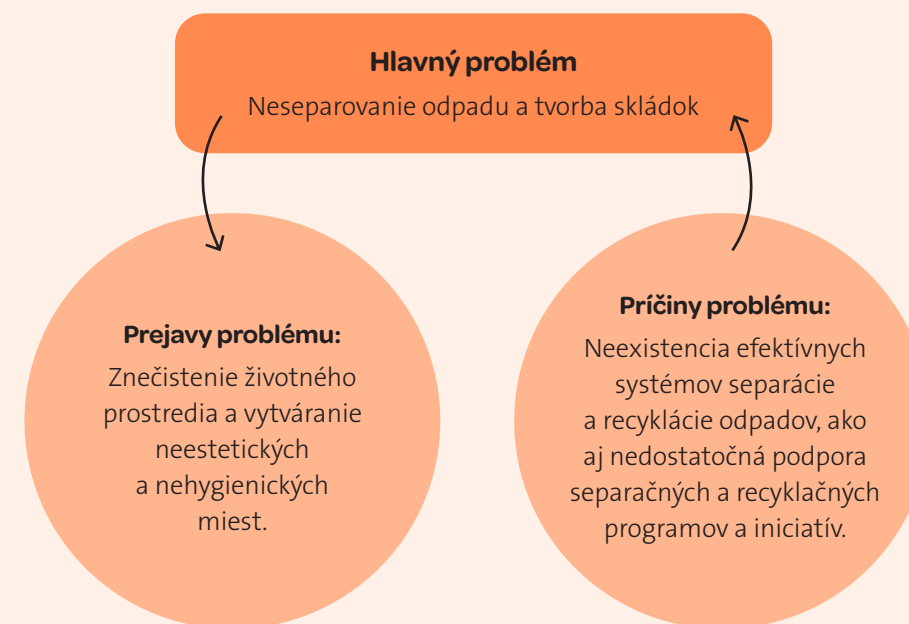 Hlavný problém
Neseparovanie odpadu a tvorba skládok
Prejavy problému:
Znečistenie životného
prostredia a vytváranie
neestetických
a nehygienických
miest.
Príčiny problému:
Neexistencia efektívnych
systémov separácie
a recyklácie odpadov, ako
aj nedostatočná podpora
separačných a recyklačných
programov a iniciatív.